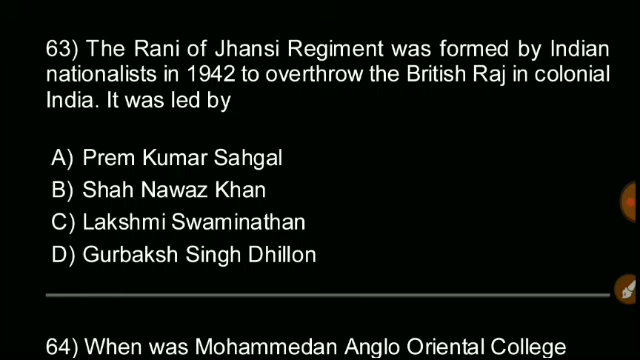 63) The Rani of Jhansi Regiment was formed by Indian
nationalists in 1942 to overthrow the British Raj in colonial
India. It was led by
A) Prem Kumar Sahgal
B) Shah Nawaz Khan
C) Lakshmi Swaminathan
D) Gurbaksh Singh Dhillon
64) When was Mohammedan Anglo Oriental College